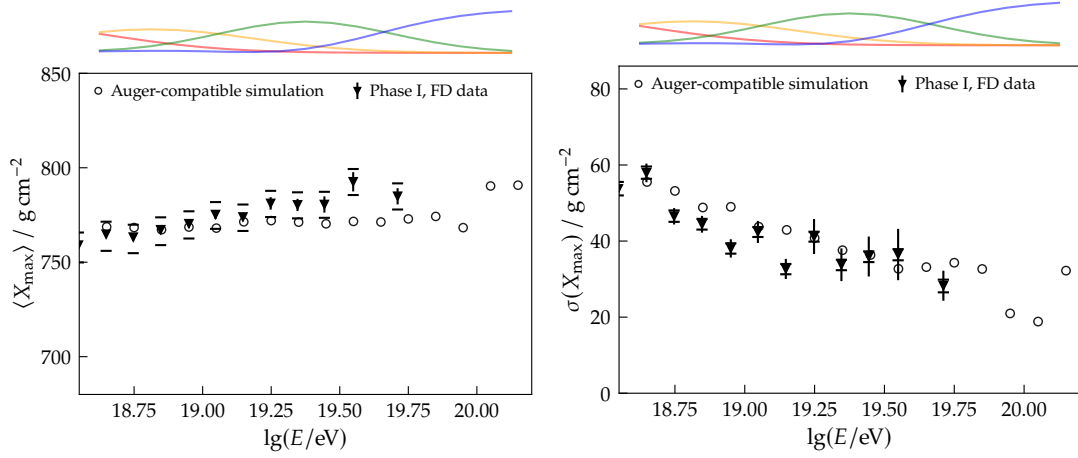 850
800
750
700
⟨X_max⟩ / g cm⁻²
Auger-compatible simulation
Phase I, FD data
18.75 19.00 19.25 19.50 19.75 20.00
lg(E/eV)
80
60
40
20
0
σ(X_max) / g cm⁻²
Auger-compatible simulation
Phase I, FD data
18.75 19.00 19.25 19.50 19.75 20.00
lg(E/eV)